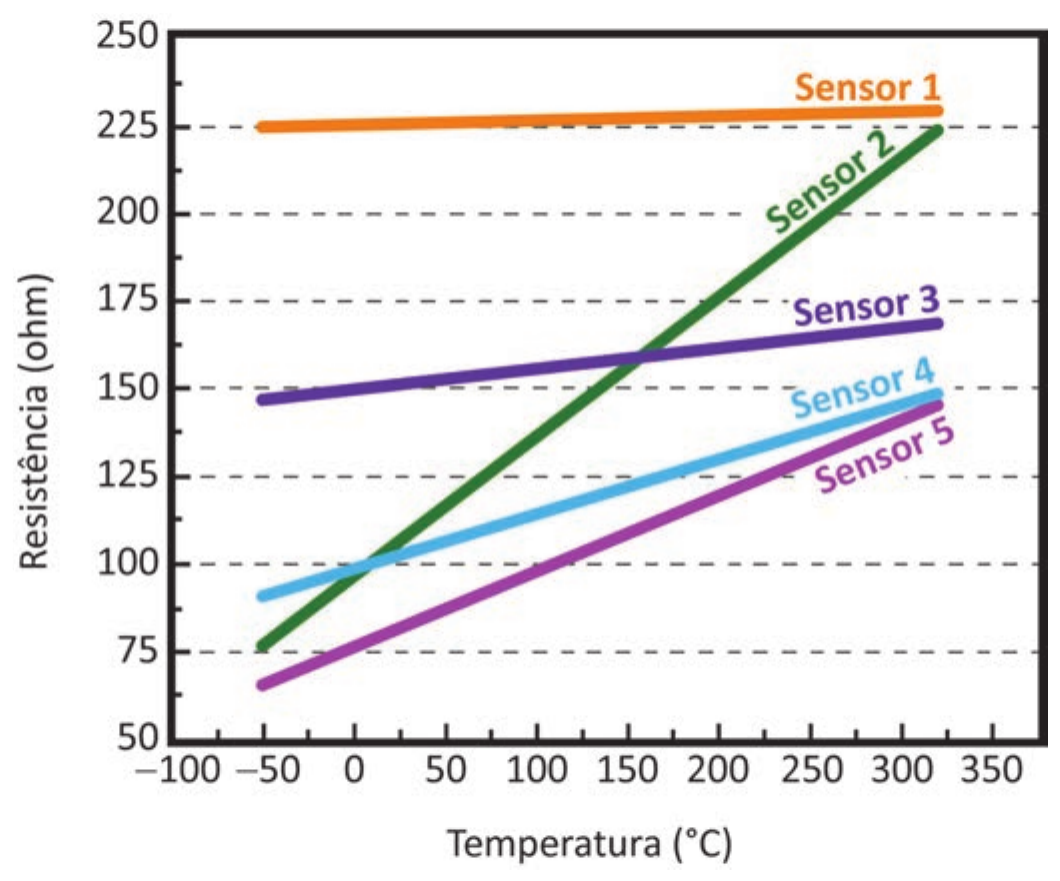 250
225
200
175
150
125
100
75
50
Resistência (ohm)
Sensor 1
Sensor 2
Sensor 3
Sensor 4
Sensor 5
−100 −50 0 50 100 150 200 250 300 350
Temperatura (°C)